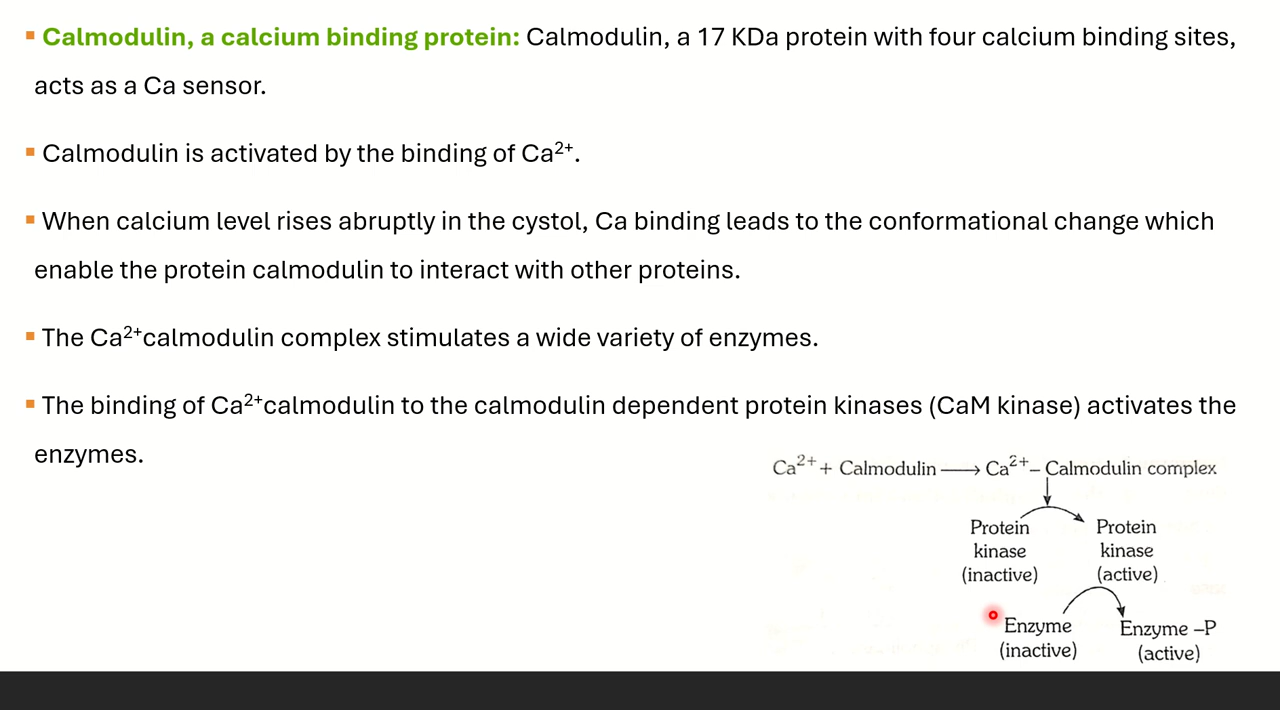 ▪ Calmodulin, a calcium binding protein: Calmodulin, a 17 KDa protein with four calcium binding sites,
acts as a Ca sensor.
▪ Calmodulin is activated by the binding of Ca²⁺.
▪ When calcium level rises abruptly in the cystol, Ca binding leads to the conformational change which
enable the protein calmodulin to interact with other proteins.
▪ The Ca²⁺calmodulin complex stimulates a wide variety of enzymes.
▪ The binding of Ca²⁺calmodulin to the calmodulin dependent protein kinases (CaM kinase) activates the
enzymes.
Ca²⁺ + Calmodulin ⟶ Ca²⁺– Calmodulin complex
Protein
kinase
(inactive)
Protein
kinase
(active)
Enzyme
(inactive)
Enzyme –P
(active)